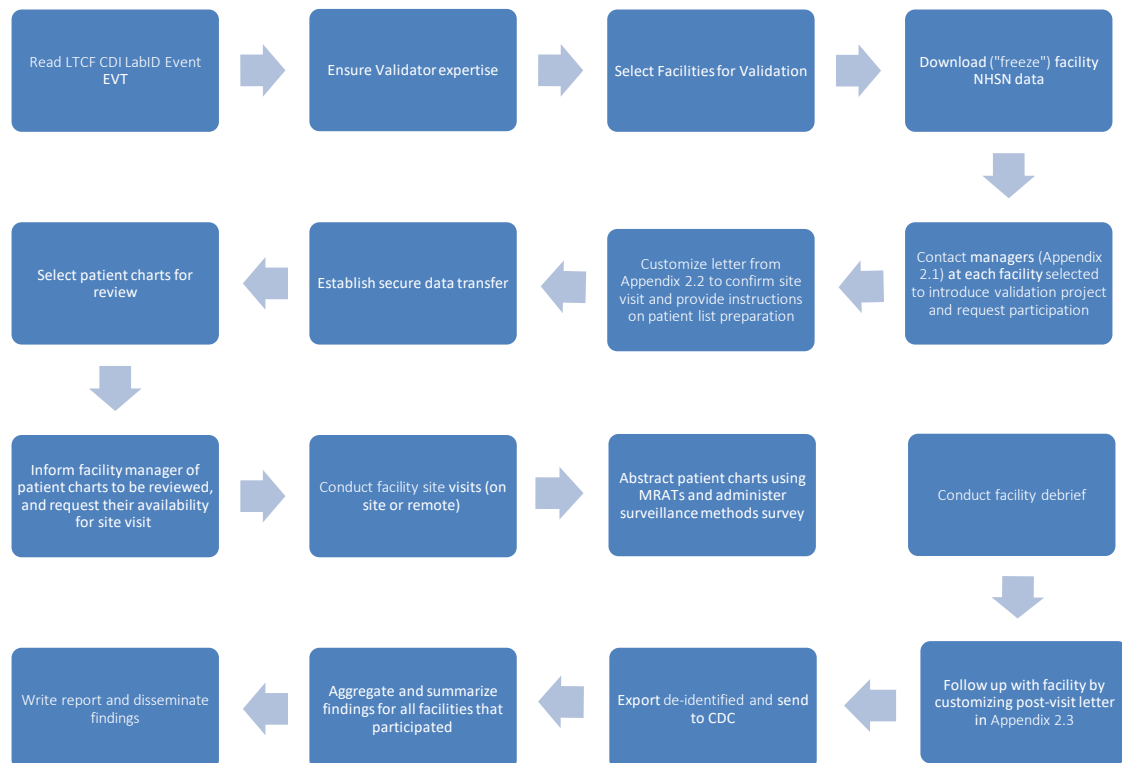 Read LTCF CDI LabID Event
EVT
Ensure Validator expertise
Select Facilities for Validation
Download ("freeze") facility
NHSN data
Contact managers (Appendix
2.1) at each facility selected
to introduce validation project
and request participation
Customize letter from
Appendix 2.2 to confirm site
visit and provide instructions
on patient list preparation
Establish secure data transfer
Select patient charts for
review
Inform facility manager of
patient charts to be reviewed,
and request their availability
for site visit
Conduct facility site visits (on
site or remote)
Abstract patient charts using
MRATs and administer
surveillance methods survey
Conduct facility debrief
Follow up with facility by
customizing post-visit letter
in Appendix 2.3
Export de-identified and send
to CDC
Aggregate and summarize
findings for all facilities that
participated
Write report and disseminate
findings